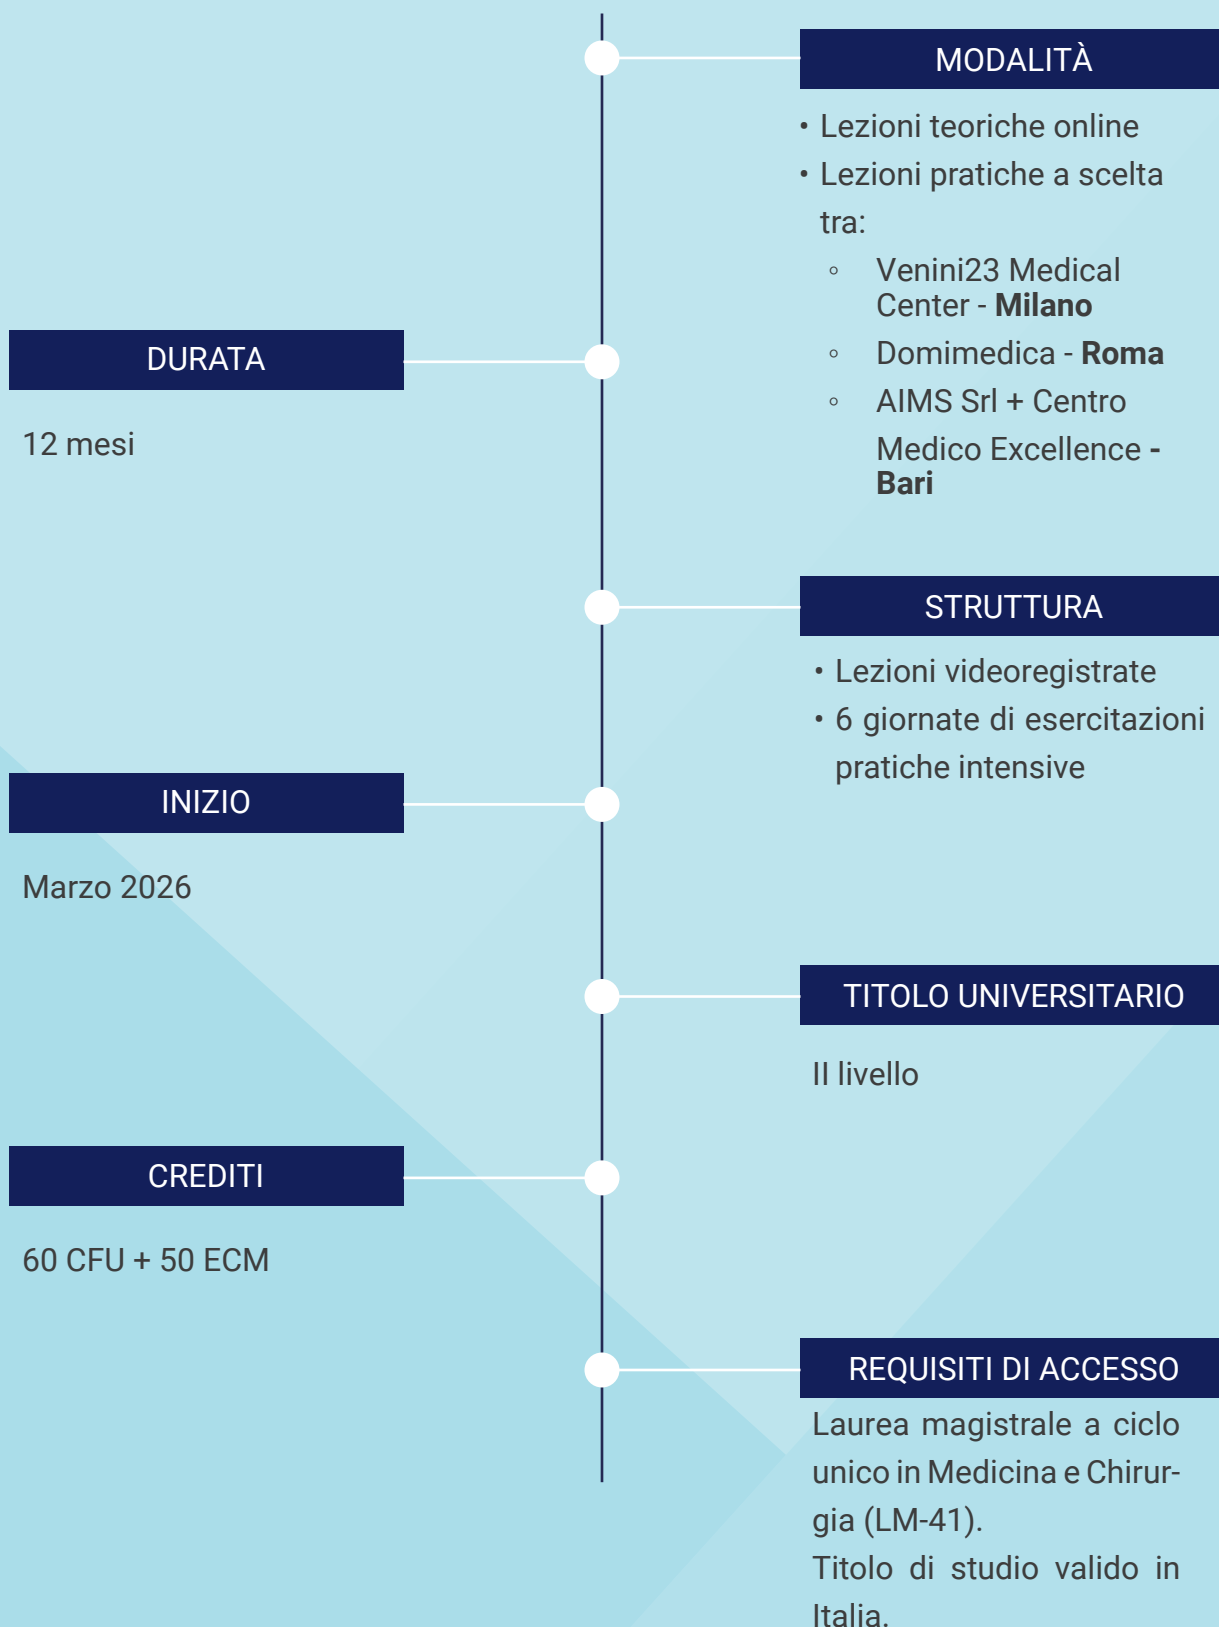 MODALITÀ
• Lezioni teoriche online
• Lezioni pratiche a scelta
tra:
◦ Venini23 Medical
Center - Milano
◦ Domimedica - Roma
◦ AIMS Srl + Centro
Medico Excellence -
Bari
DURATA
12 mesi
STRUTTURA
• Lezioni videoregistrate
• 6 giornate di esercitazioni
pratiche intensive
INIZIO
Marzo 2026
TITOLO UNIVERSITARIO
II livello
CREDITI
60 CFU + 50 ECM
REQUISITI DI ACCESSO
Laurea magistrale a ciclo
unico in Medicina e Chirur-
gia (LM-41).
Titolo di studio valido in
Italia.